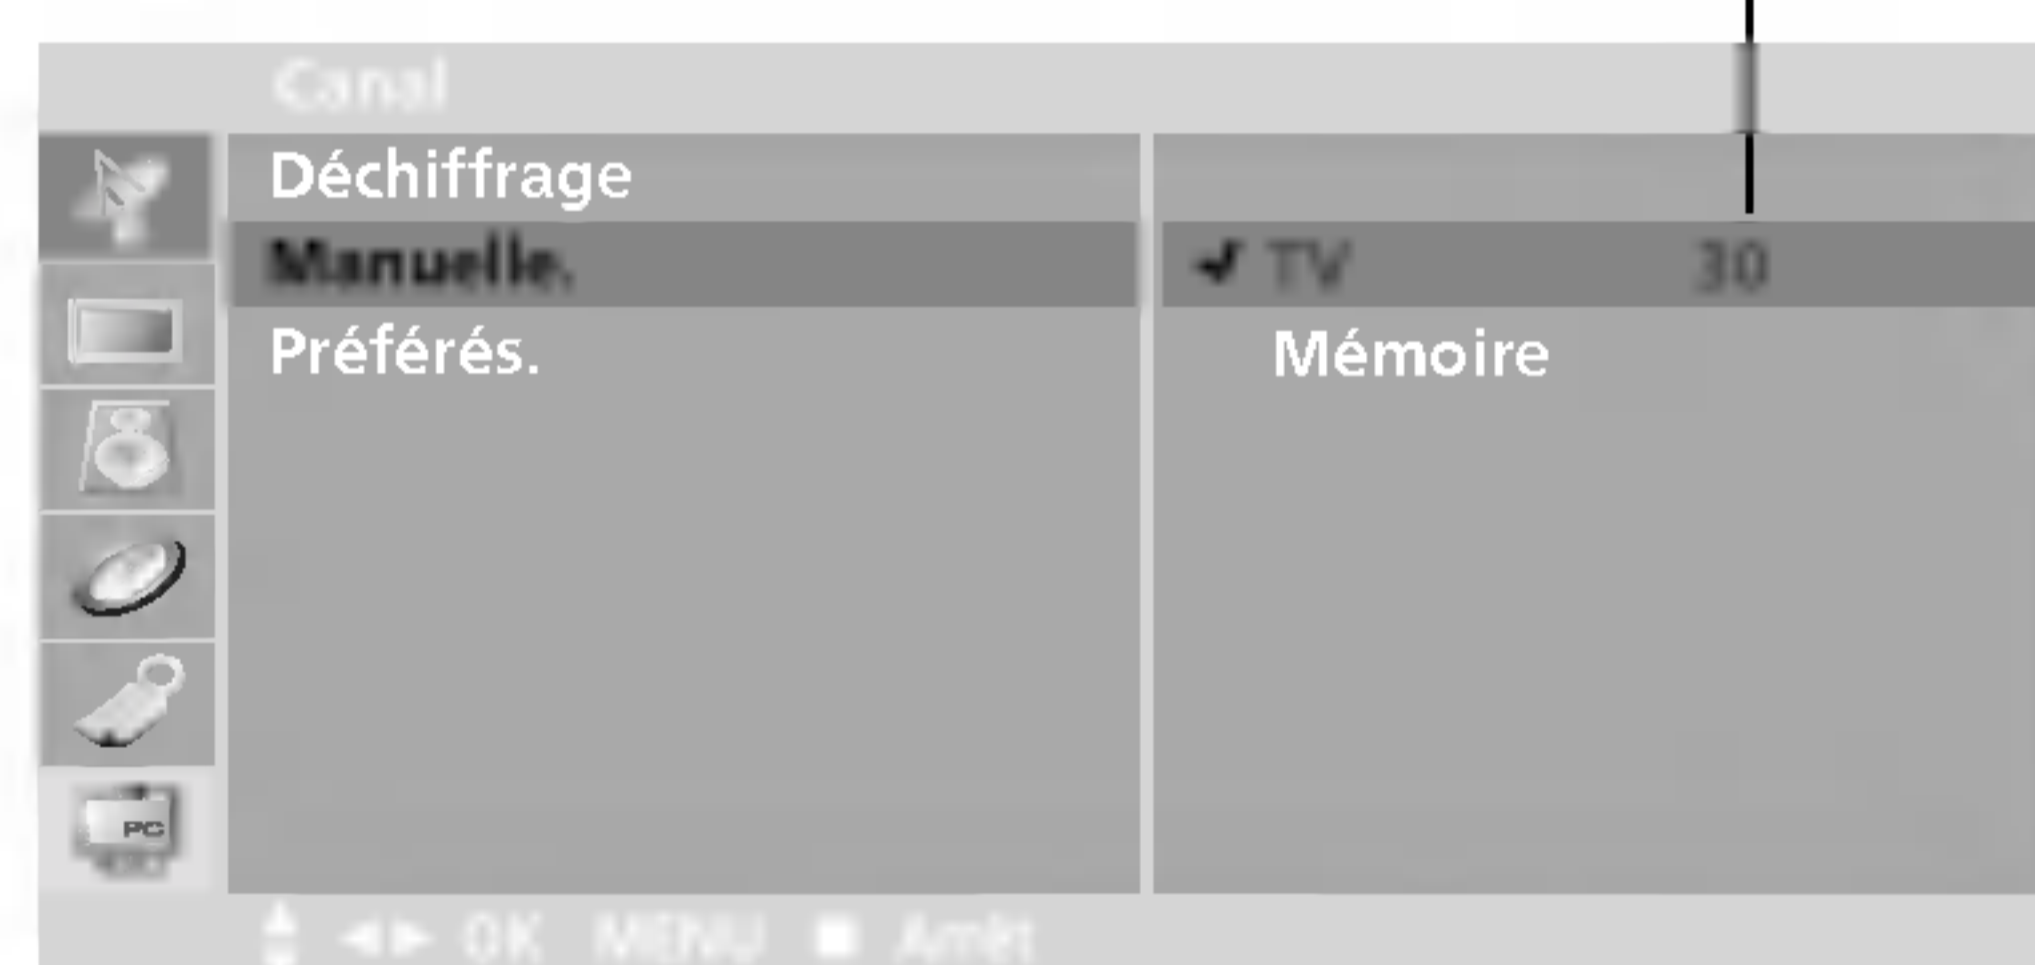 Canal
Déchiffrage
Manuelle.
TV 30
Préférés.
Mémoire
PC
OK MENU Arrêt